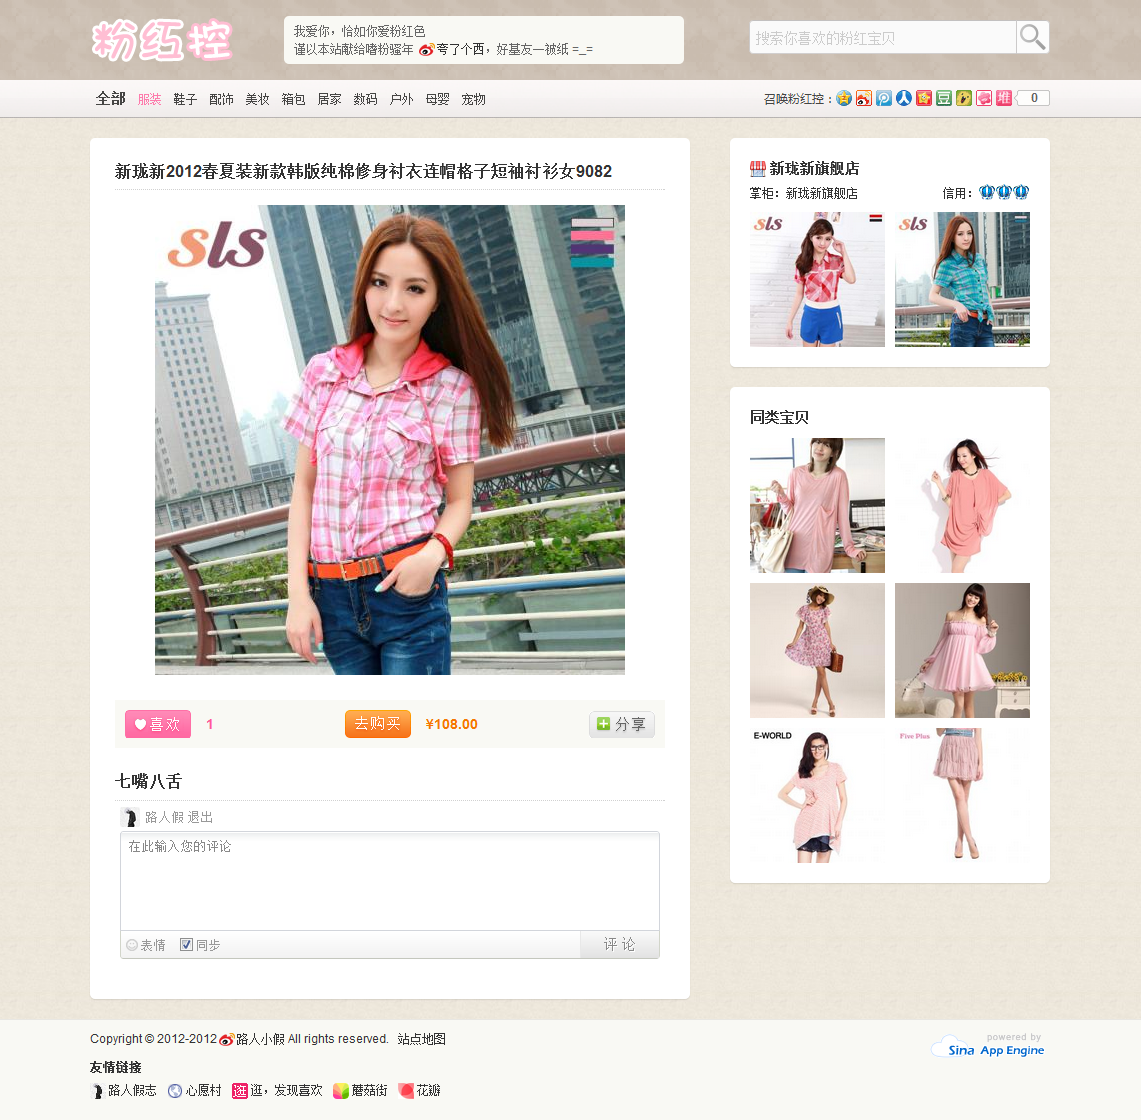 粉红控
我爱你，恰如你爱粉红色
谨以本站献给嗜粉骚年 夸了个西，好基友一被纸 =_=
搜索你喜欢的粉红宝贝
全部 服装 鞋子 配饰 美妆 箱包 居家 数码 户外 母婴 宠物
召唤粉红控：
豆
堆
0
新珑新2012春夏装新款韩版纯棉修身衬衣连帽格子短袖衬衫女9082
sls
喜欢 1
去购买 ¥108.00
分享
七嘴八舌
路人假 退出
在此输入您的评论
表情 同步
评 论
新珑新旗舰店
掌柜：新珑新旗舰店 信用：
sls
sls
同类宝贝
E-WORLD
Five Plus
Copyright © 2012-2012 路人小假 All rights reserved. 站点地图
友情链接
路人假志 心愿村 逛 逛，发现喜欢 蘑菇街 花瓣
powered by
Sina App Engine